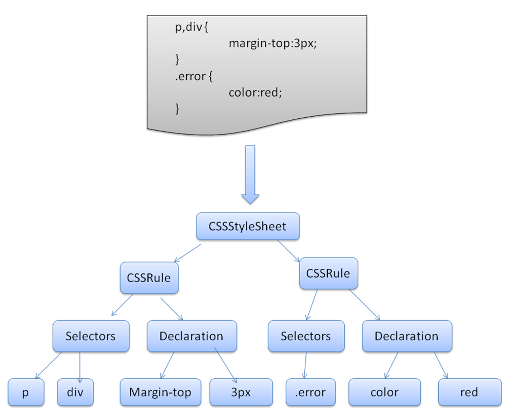 p,div {
margin-top:3px;
}
.error {
color:red;
}
CSSStyleSheet
CSSRule
CSSRule
Selectors
Declaration
Selectors
Declaration
p
div
Margin-top
3px
.error
color
red